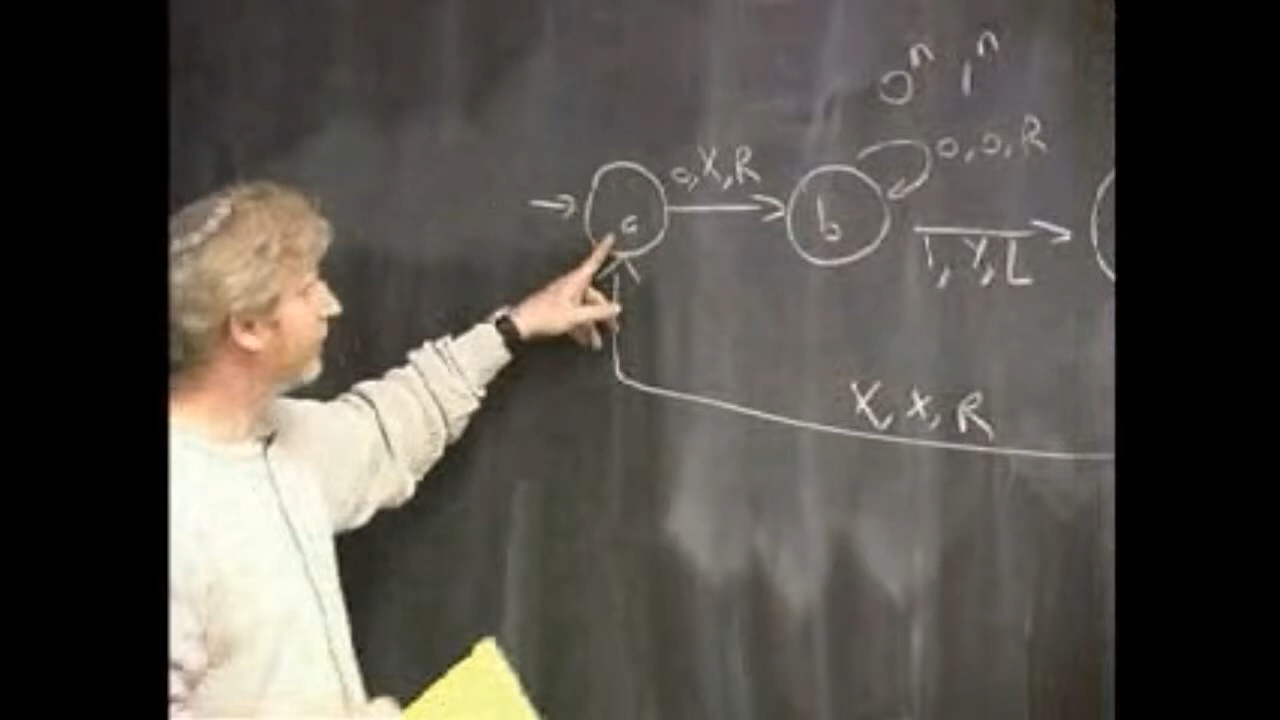 0ⁿ 1ⁿ
0, X, R
0, 0, R
a
b
1, Y, L
X, X, R